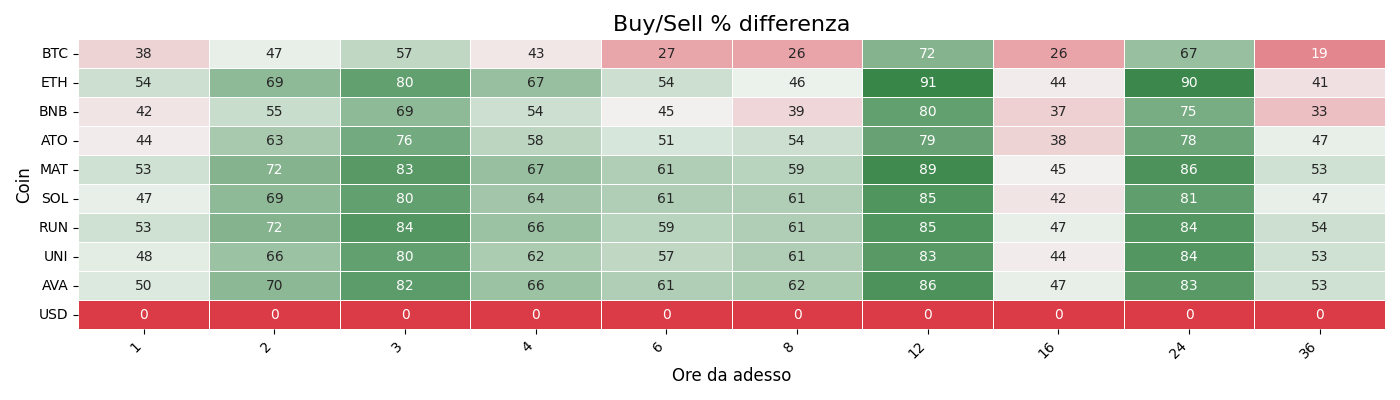 Buy/Sell % differenza
Coin
BTC 38 47 57 43 27 26 72 26 67 19
ETH 54 69 80 67 54 46 91 44 90 41
BNB 42 55 69 54 45 39 80 37 75 33
ATO 44 63 76 58 51 54 79 38 78 47
MAT 53 72 83 67 61 59 89 45 86 53
SOL 47 69 80 64 61 61 85 42 81 47
RUN 53 72 84 66 59 61 85 47 84 54
UNI 48 66 80 62 57 61 83 44 84 53
AVA 50 70 82 66 61 62 86 47 83 53
USD 0 0 0 0 0 0 0 0 0 0
1 2 3 4 6 8 12 16 24 36
Ore da adesso